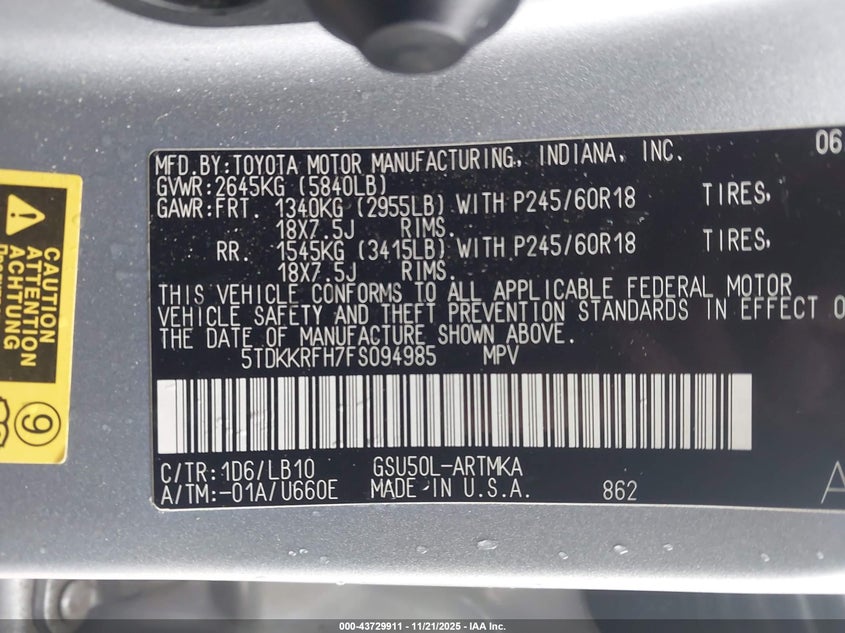 MFD.BY:TOYOTA MOTOR MANUFACTURING, INDIANA, INC. 06
GVWR:2645KG (5840LB)
GAWR:FRT. 1340KG (2955LB) WITH P245/60R18 TIRES,
18X7.5J RIMS.
RR. 1545KG (3415LB) WITH P245/60R18 TIRES,
18X7.5J RIMS.
THIS VEHICLE CONFORMS TO ALL APPLICABLE FEDERAL MOTOR
VEHICLE SAFETY AND THEFT PREVENTION STANDARDS IN EFFECT O
THE DATE OF MANUFACTURE SHOWN ABOVE.
5TDKKRFH7FS094985 MPV
C/TR:1D6/LB10 GSU50L-ARTMKA
A/TM:-01A/U660E MADE IN U.S.A. 862
A
CAUTION
ATTENTION
ACHTUNG
9
000-43729911 - 11/21/2025 - IAA Inc.